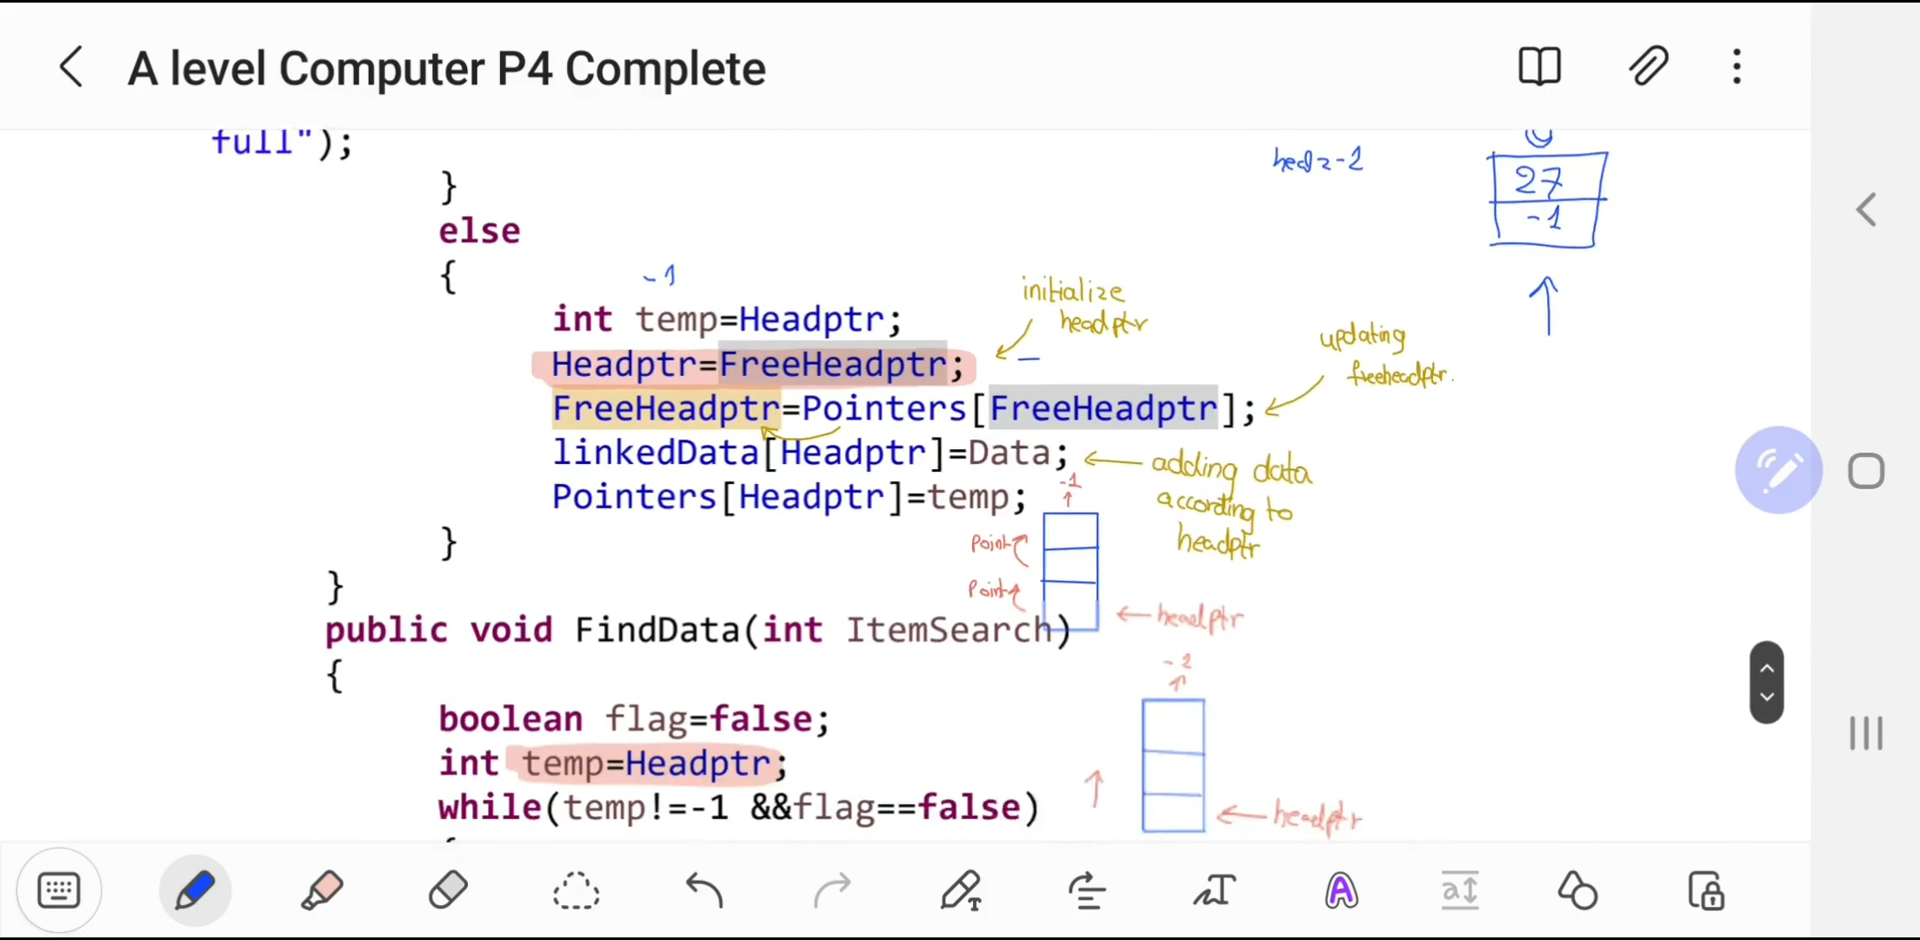 A level Computer P4 Complete
full");
}
else
{
-1
int temp=Headptr;
Headptr=FreeHeadptr;
FreeHeadptr=Pointers[FreeHeadptr];
linkedData[Headptr]=Data;
Pointers[Headptr]=temp;
}
}
public void FindData(int ItemSearch)
{
boolean flag=false;
int temp=Headptr;
while(temp!=-1 &&flag==false)
initialize
headptr
updating
freeheadptr.
adding data
according to
headptr
27
-1
-1
Point
Point
headptr
headptr